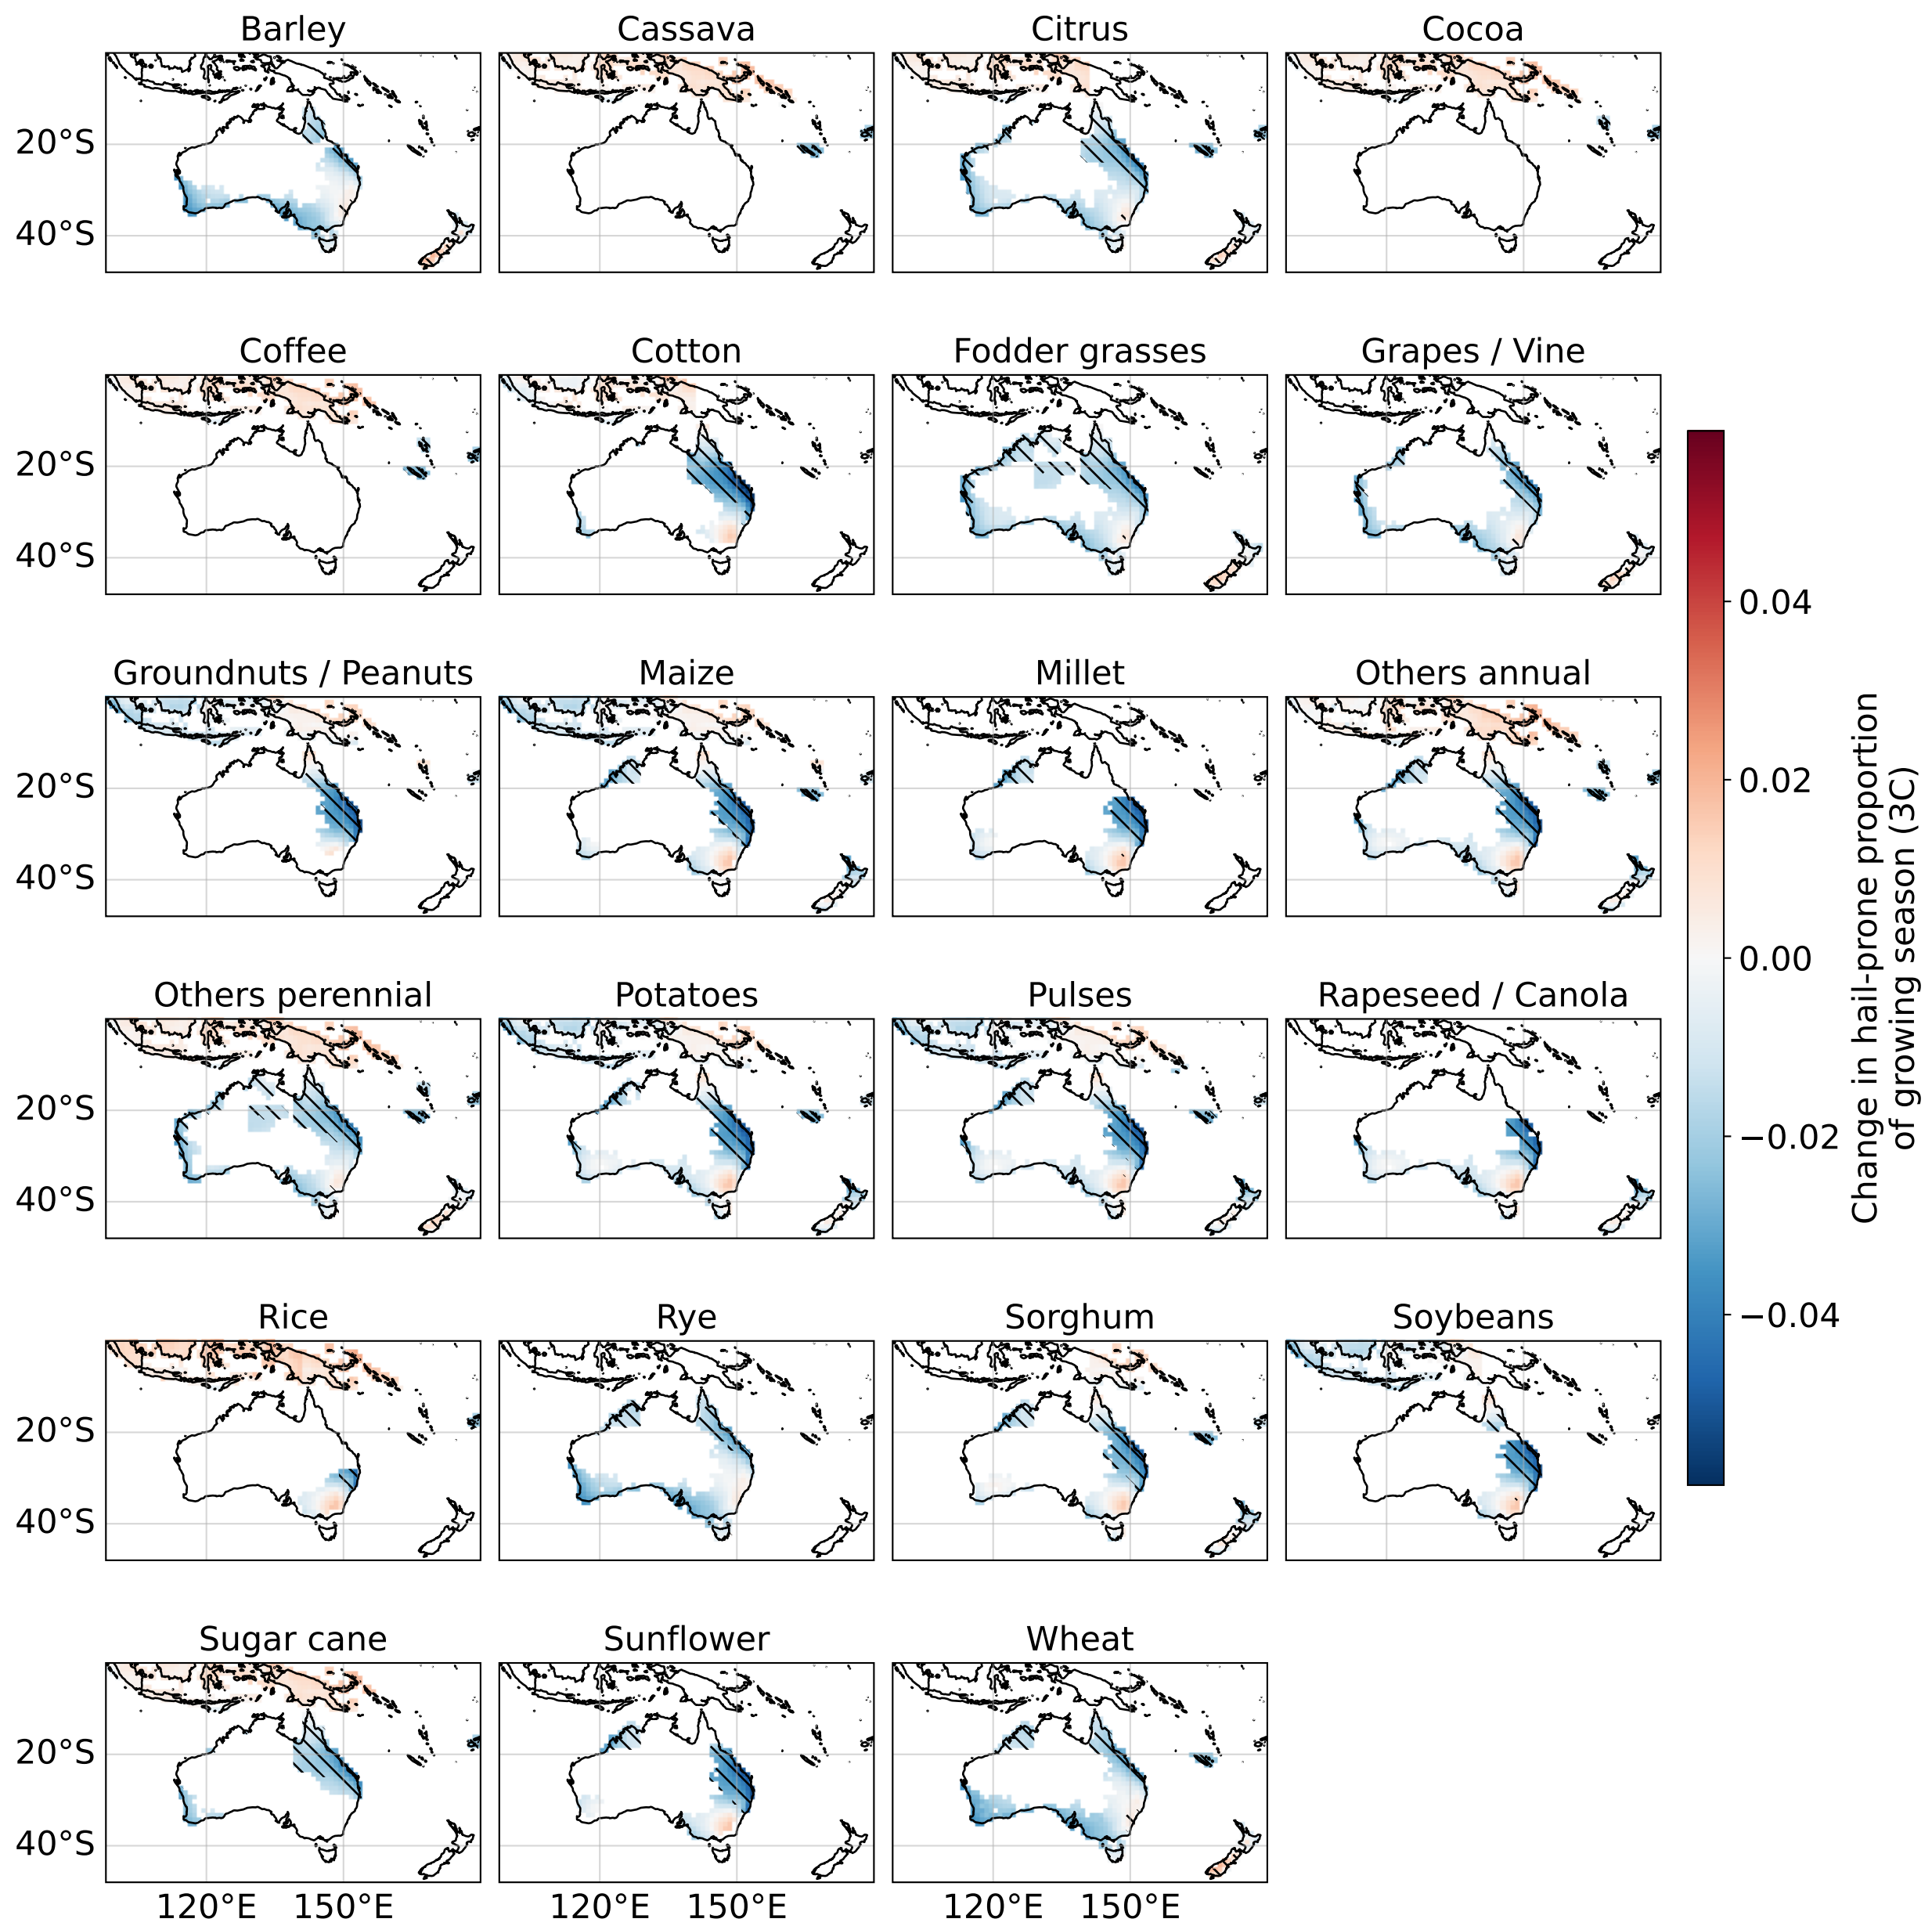 Barley
Cassava
Citrus
Cocoa
20°S
40°S
Coffee
Cotton
Fodder grasses
Grapes / Vine
20°S
40°S
Groundnuts / Peanuts
Maize
Millet
Others annual
20°S
40°S
Others perennial
Potatoes
Pulses
Rapeseed / Canola
20°S
40°S
Rice
Rye
Sorghum
Soybeans
20°S
40°S
Sugar cane
Sunflower
Wheat
20°S
40°S
120°E
150°E
120°E
150°E
120°E
150°E
0.04
0.02
0.00
−0.02
−0.04
Change in hail-prone proportion
of growing season (3C)